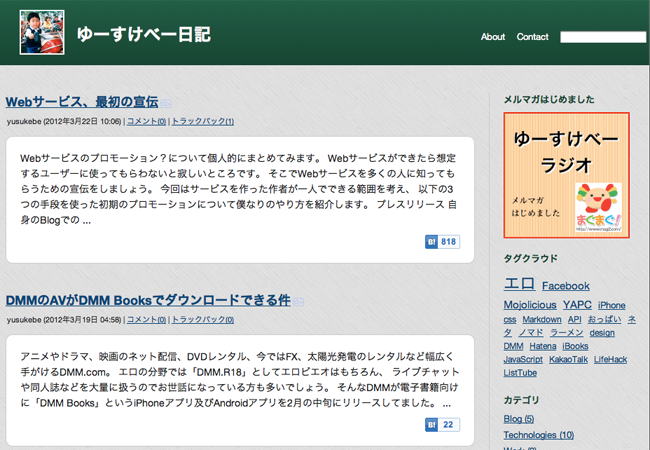 ゆーすけべー日記
About Contact
Webサービス、最初の宣伝
yusukebe (2012年3月22日 10:06) | コメント(0) | トラックバック(1)
Webサービスのプロモーション？について個人的にまとめてみます。 Webサービスができたら想定
するユーザーに使ってもらわないと寂しいところです。 そこでWebサービスを多くの人に知っても
らうための宣伝をしましょう。 今回はサービスを作った作者が一人でできる範囲を考え、 以下の3
つの手段を使った初期のプロモーションについて僕なりのやり方を紹介します。 プレスリリース 自
身のBlogでの ...
B! 818
DMMのAVがDMM Booksでダウンロードできる件
yusukebe (2012年3月19日 04:58) | コメント(0) | トラックバック(0)
アニメやドラマ、映画のネット配信、DVDレンタル、今ではFX、太陽光発電のレンタルなど幅広く
手がけるDMM.com。 エロの分野では「DMM.R18」としてエロビエオはもちろん、 ライブチャット
や同人誌などを大量に扱うのでお世話になっている方も多いでしょう。 そんなDMMが電子書籍向け
に「DMM Books」というiPhoneアプリ及びAndroidアプリを2月の中旬にリリースしてました。 ...
B! 22
メルマガはじめました
ゆーすけべー
ラジオ
メルマガ
はじめました
まぐまぐ!
http://www.mag2.com/
タグクラウド
エロ Facebook
Mojolicious YAPC iPhone
css Markdown API おっぱい ネ
タ ノマド ラーメン design
DMM Hatena iBooks
JavaScript KakaoTalk LifeHack
ListTube
カテゴリ
Blog (5)
Technologies (10)